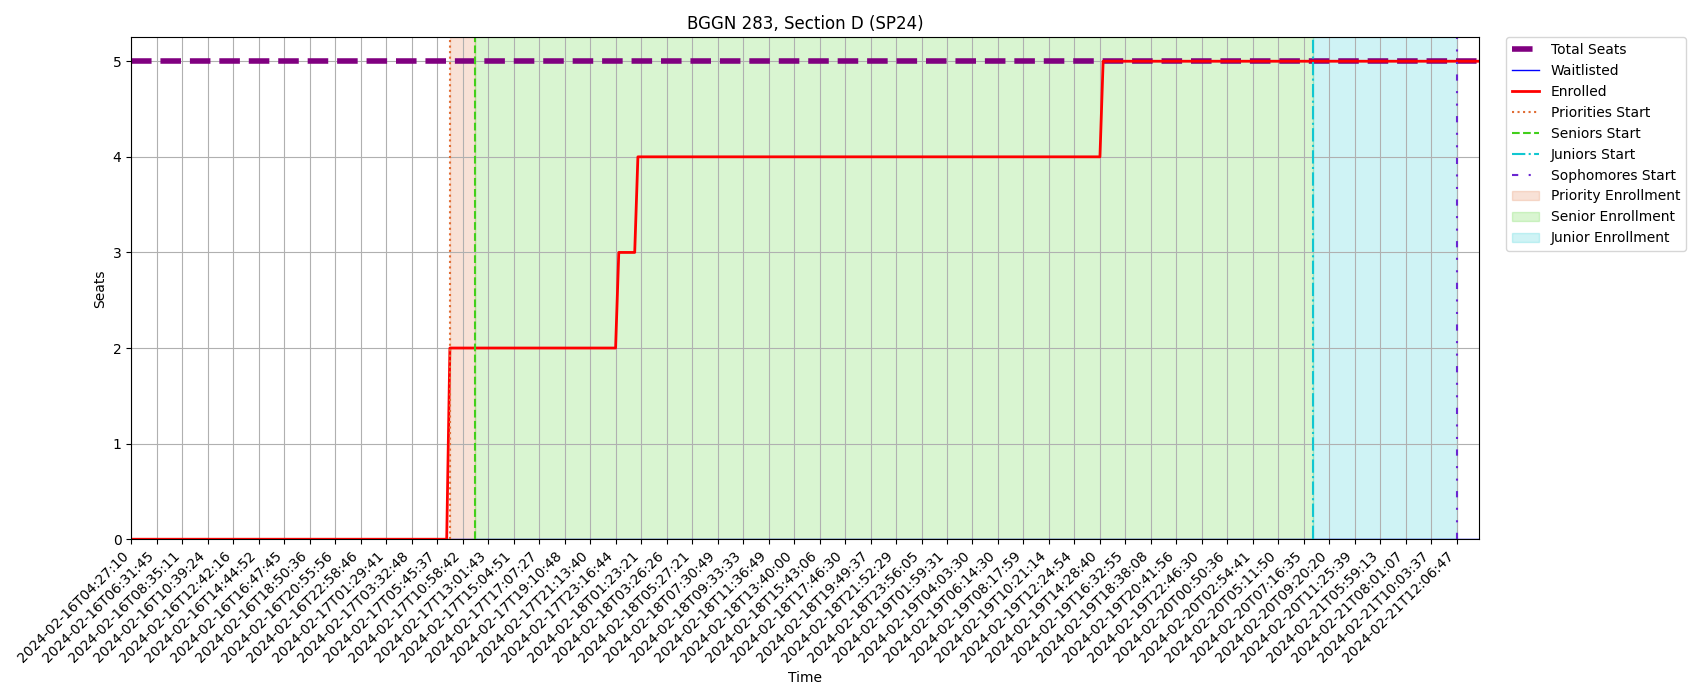 BGGN 283, Section D (SP24)
Total Seats
Waitlisted
Enrolled
Priorities Start
Seniors Start
Juniors Start
Sophomores Start
Priority Enrollment
Senior Enrollment
Junior Enrollment
Seats
5
4
3
2
1
0
2024-02-16T04:27:10
2024-02-16T06:31:45
2024-02-16T08:35:11
2024-02-16T10:39:24
2024-02-16T12:42:16
2024-02-16T14:44:52
2024-02-16T16:47:45
2024-02-16T18:50:36
2024-02-16T20:55:56
2024-02-16T22:58:46
2024-02-17T01:29:41
2024-02-17T03:32:48
2024-02-17T05:45:37
2024-02-17T10:58:42
2024-02-17T13:01:43
2024-02-17T15:04:51
2024-02-17T17:07:27
2024-02-17T19:10:48
2024-02-17T21:13:40
2024-02-17T23:16:44
2024-02-18T01:23:21
2024-02-18T03:26:26
2024-02-18T05:27:21
2024-02-18T07:30:49
2024-02-18T09:33:33
2024-02-18T11:36:49
2024-02-18T13:40:00
2024-02-18T15:43:06
2024-02-18T17:46:30
2024-02-18T19:49:37
2024-02-18T21:52:29
2024-02-18T23:56:05
2024-02-19T01:59:31
2024-02-19T04:03:30
2024-02-19T06:14:30
2024-02-19T08:17:59
2024-02-19T10:21:14
2024-02-19T12:24:54
2024-02-19T14:28:40
2024-02-19T16:32:55
2024-02-19T18:38:08
2024-02-19T20:41:56
2024-02-19T22:46:30
2024-02-20T00:50:36
2024-02-20T02:54:41
2024-02-20T05:11:50
2024-02-20T07:16:35
2024-02-20T09:20:20
2024-02-20T11:25:39
2024-02-21T05:59:13
2024-02-21T08:01:07
2024-02-21T10:03:37
2024-02-21T12:06:47
Time